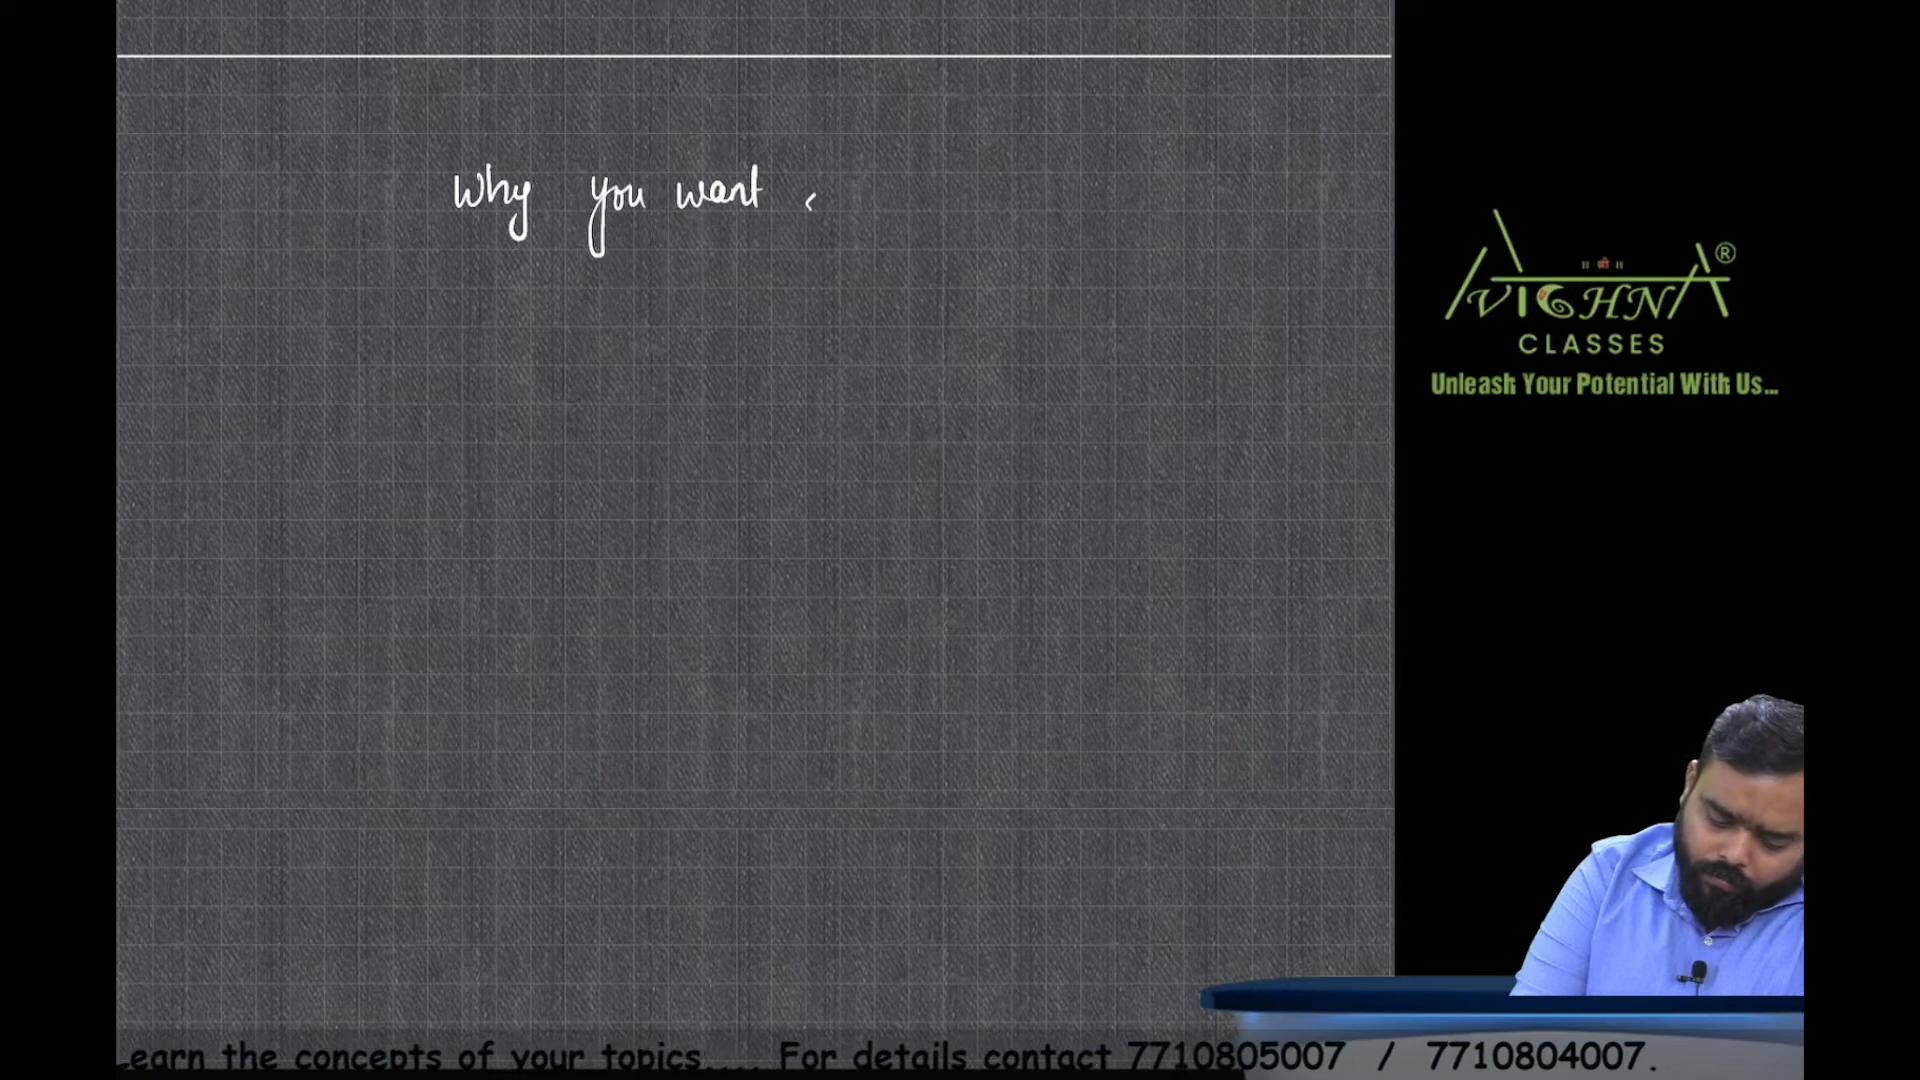 Why you want
॥ श्री ॥
AVIGHNA ®
CLASSES
Unleash Your Potential With Us...
earn the concepts of your topics.... For details contact 7710805007 / 7710804007.